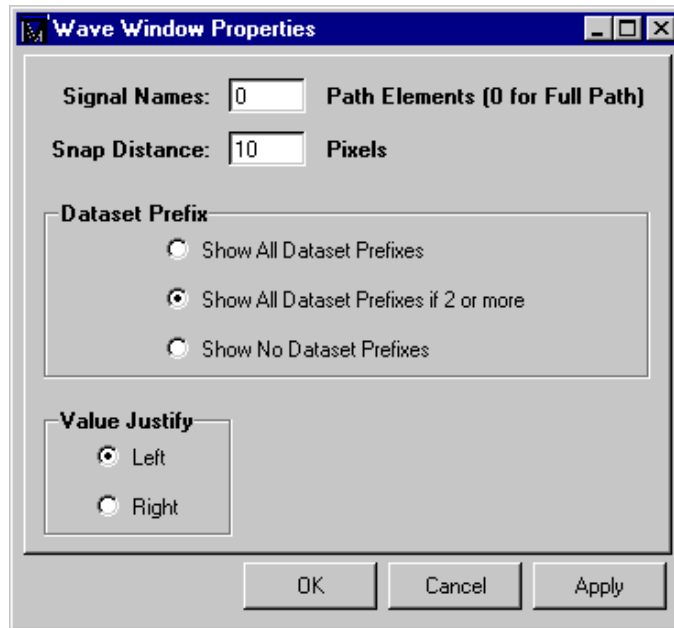 Wave Window Properties
Signal Names: 0 Path Elements (0 for Full Path)
Snap Distance: 10 Pixels
Dataset Prefix
Show All Dataset Prefixes
Show All Dataset Prefixes if 2 or more
Show No Dataset Prefixes
Value Justify
Left
Right
OK Cancel Apply